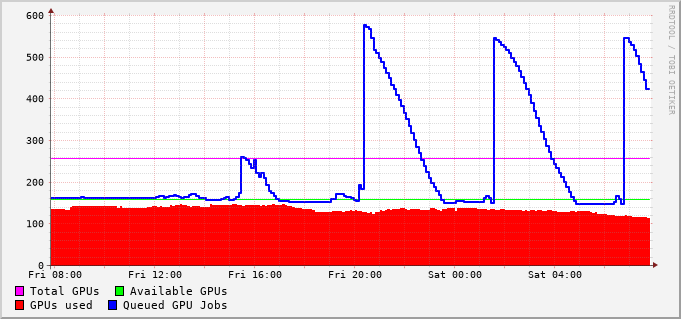 600
500
400
300
200
100
0
Fri 08:00 Fri 12:00 Fri 16:00 Fri 20:00 Sat 00:00 Sat 04:00
Total GPUs Available GPUs
GPUs used Queued GPU Jobs
RRDTOOL / TOBI OETIKER